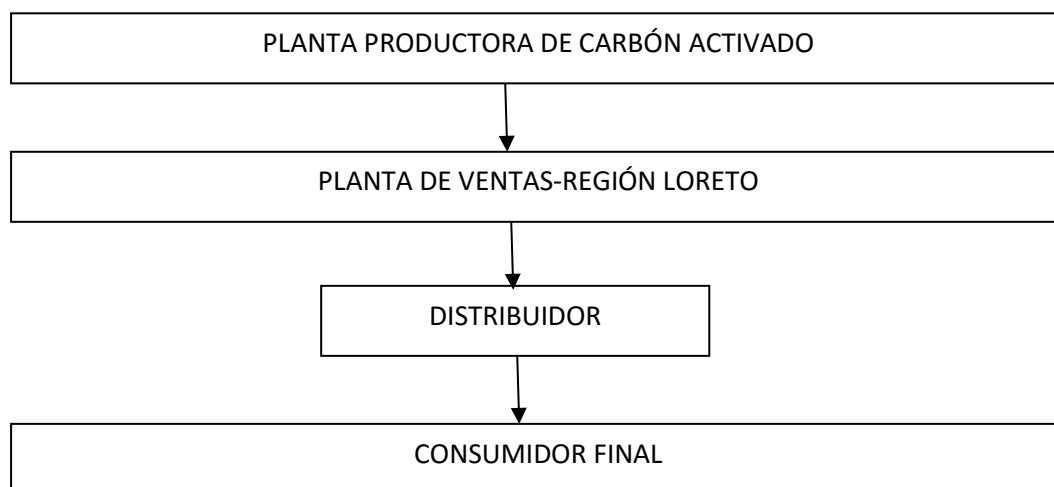 PLANTA PRODUCTORA DE CARBÓN ACTIVADO
PLANTA DE VENTAS-REGIÓN LORETO
DISTRIBUIDOR
CONSUMIDOR FINAL